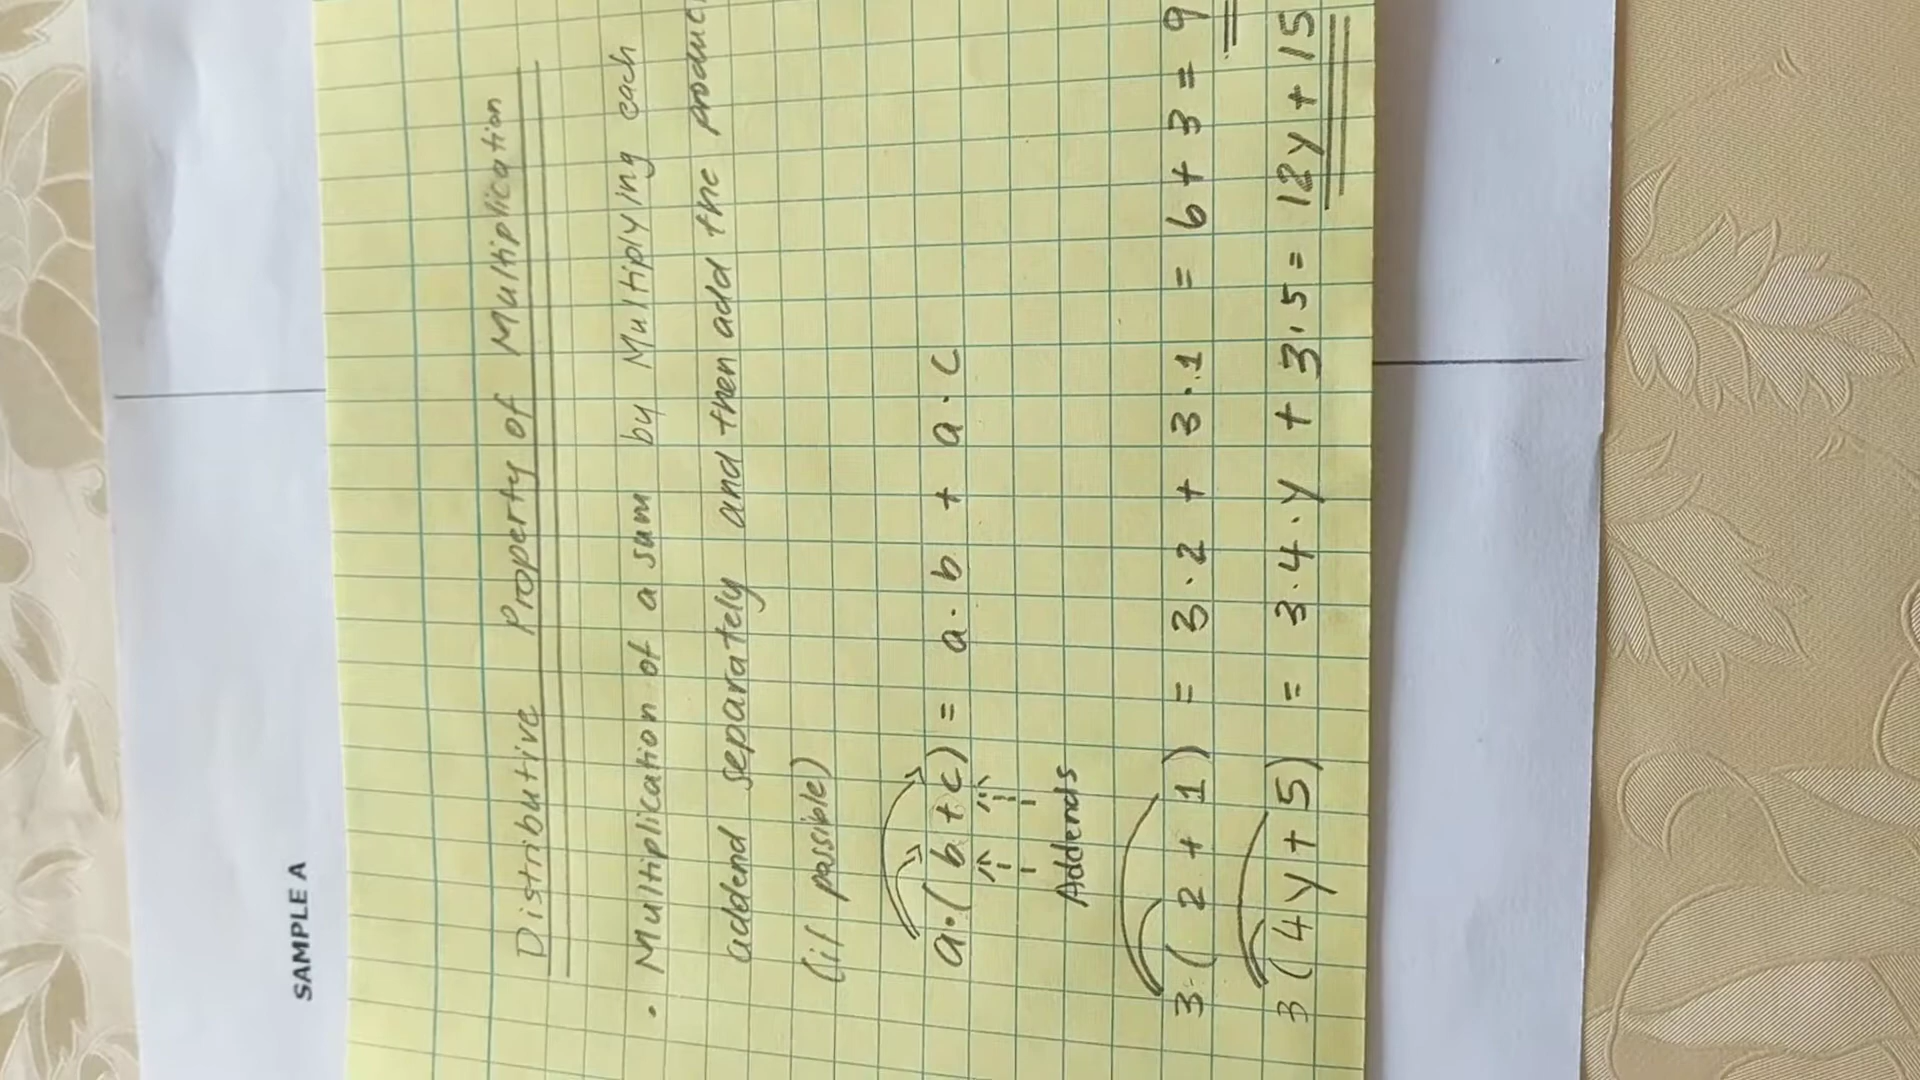 SAMPLE A
Distributive Property of Multiplication
• Multiplication of a sum by Multiplying each
addend separately and then add the produc
(if possible)
a·(b+c) = a·b + a·c
Addends
3·(2+1) = 3·2 + 3·1 = 6+3=9
3(4y+5) = 3·4·y + 3·5= 12y+15